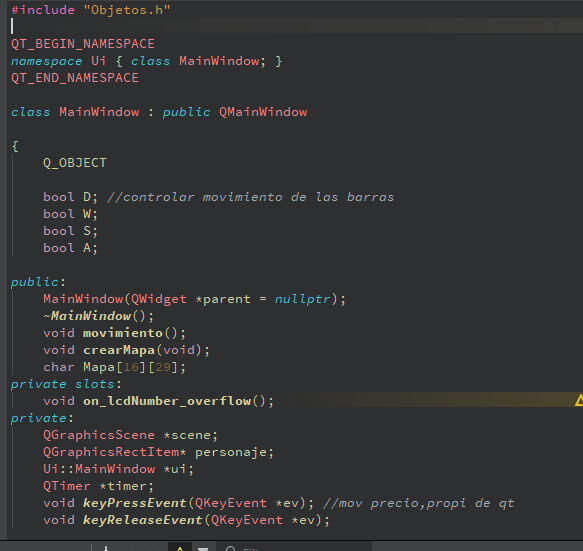 #include "Objetos.h"
QT_BEGIN_NAMESPACE
namespace Ui { class MainWindow; }
QT_END_NAMESPACE
class MainWindow : public QMainWindow
{
Q_OBJECT
bool D; //controlar movimiento de las barras
bool W;
bool S;
bool A;
public:
MainWindow(QWidget *parent = nullptr);
~MainWindow();
void movimiento();
void crearMapa(void);
char Mapa[16][29];
private slots:
void on_lcdNumber_overflow();
private:
QGraphicsScene *scene;
QGraphicsRectItem* personaje;
Ui::MainWindow *ui;
QTimer *timer;
void keyPressEvent(QKeyEvent *ev); //mov precio,propi de qt
void keyReleaseEvent(QKeyEvent *ev);